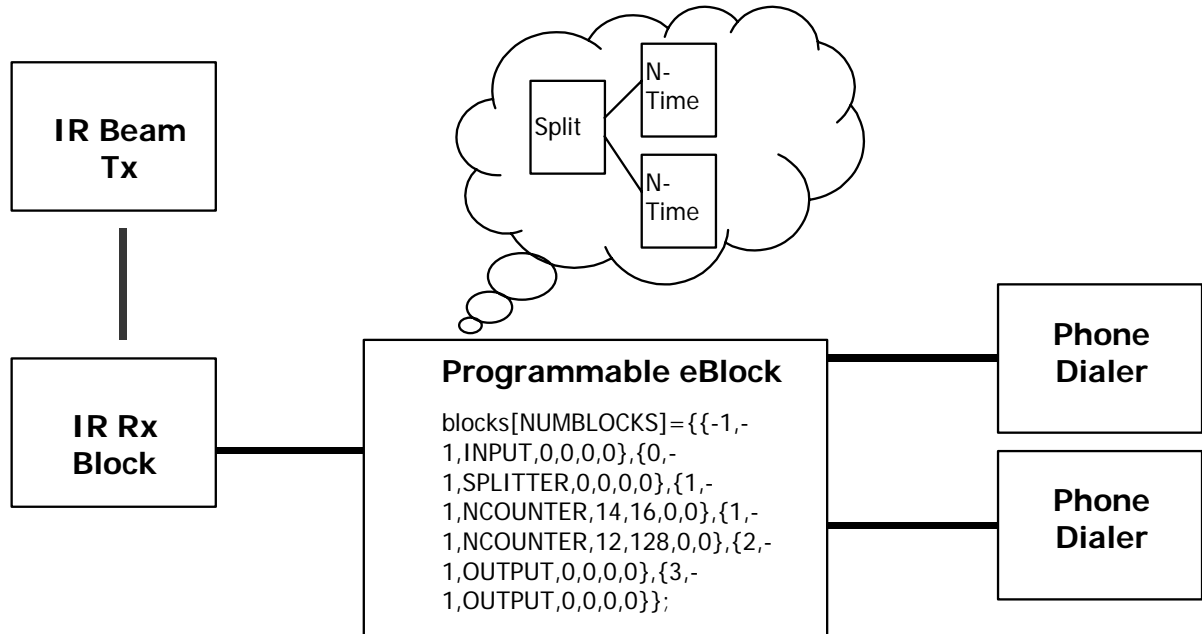 N-
Time
Split
N-
Time
IR Beam
Tx
IR Rx
Block
Programmable eBlock
blocks[NUMBLOCKS]={{-1,-
1,INPUT,0,0,0,0},{0,-
1,SPLITTER,0,0,0,0},{1,-
1,NCOUNTER,14,16,0,0},{1,-
1,NCOUNTER,12,128,0,0},{2,-
1,OUTPUT,0,0,0,0},{3,-
1,OUTPUT,0,0,0,0}};
Phone
Dialer
Phone
Dialer